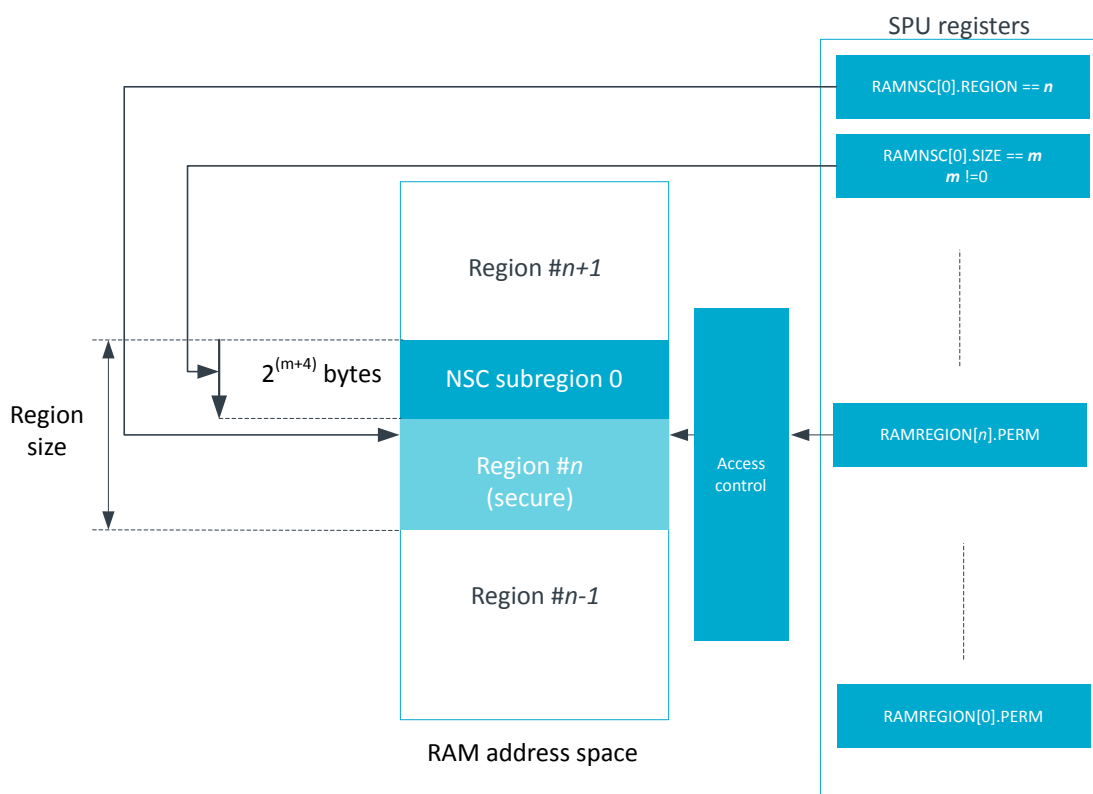 SPU registers
RAMNSC[0].REGION == n
RAMNSC[0].SIZE == m
m !=0
Region #n+1
2^(m+4) bytes
NSC subregion 0
Region
size
Region #n
(secure)
Access
control
RAMREGION[n].PERM
Region #n-1
RAMREGION[0].PERM
RAM address space